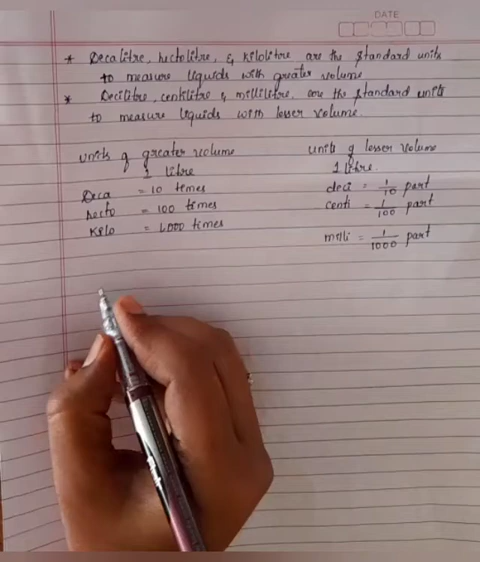 DATE
* Decalitre, hectolitre, & kilolitre are the standard units
to measure liquids with greater volume
* Decilitre, centilitre & millilitre are the standard units
to measure liquids with lesser volume.
units of greater volume
1 litre
Deca = 10 times
hecto = 100 times
Kilo = 1,000 times
units of lesser volume
1 litre.
deci = 1/10 part
centi = 1/100 part
milli = 1/1000 part